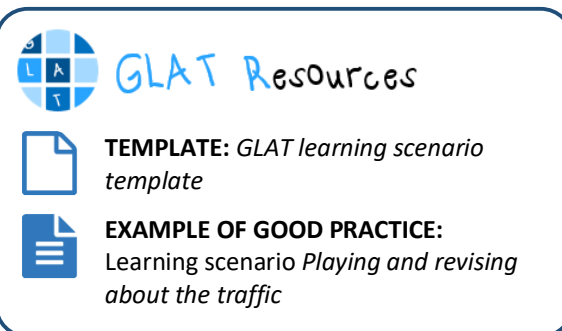 G
L A
T
GLAT Resources
TEMPLATE: GLAT learning scenario
template
EXAMPLE OF GOOD PRACTICE:
Learning scenario Playing and revising
about the traffic